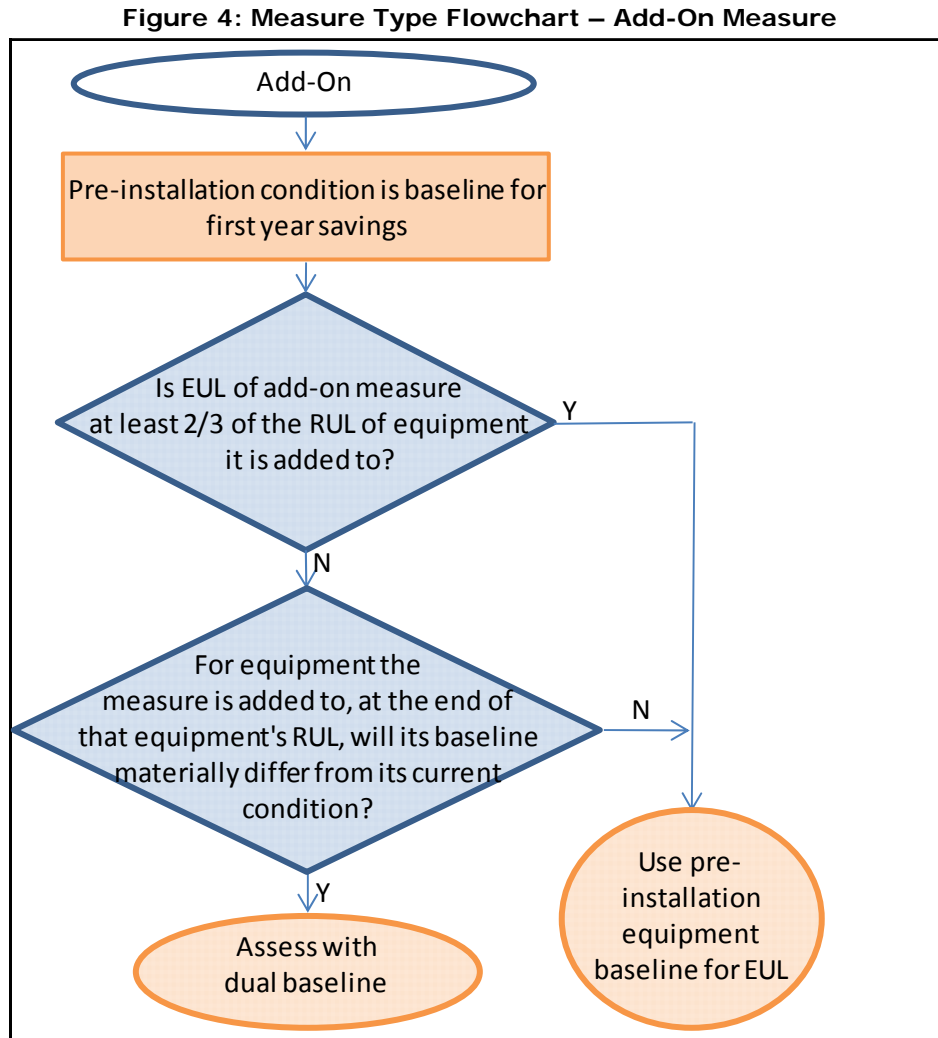 Figure 4: Measure Type Flowchart – Add-On Measure
Add-On
Pre-installation condition is baseline for
first year savings
Is EUL of add-on measure
at least 2/3 of the RUL of equipment
it is added to?
Y
N
For equipment the
measure is added to, at the end of
that equipment's RUL, will its baseline
materially differ from its current
condition?
N
Y
Use pre-
installation
equipment
baseline for EUL
Assess with
dual baseline